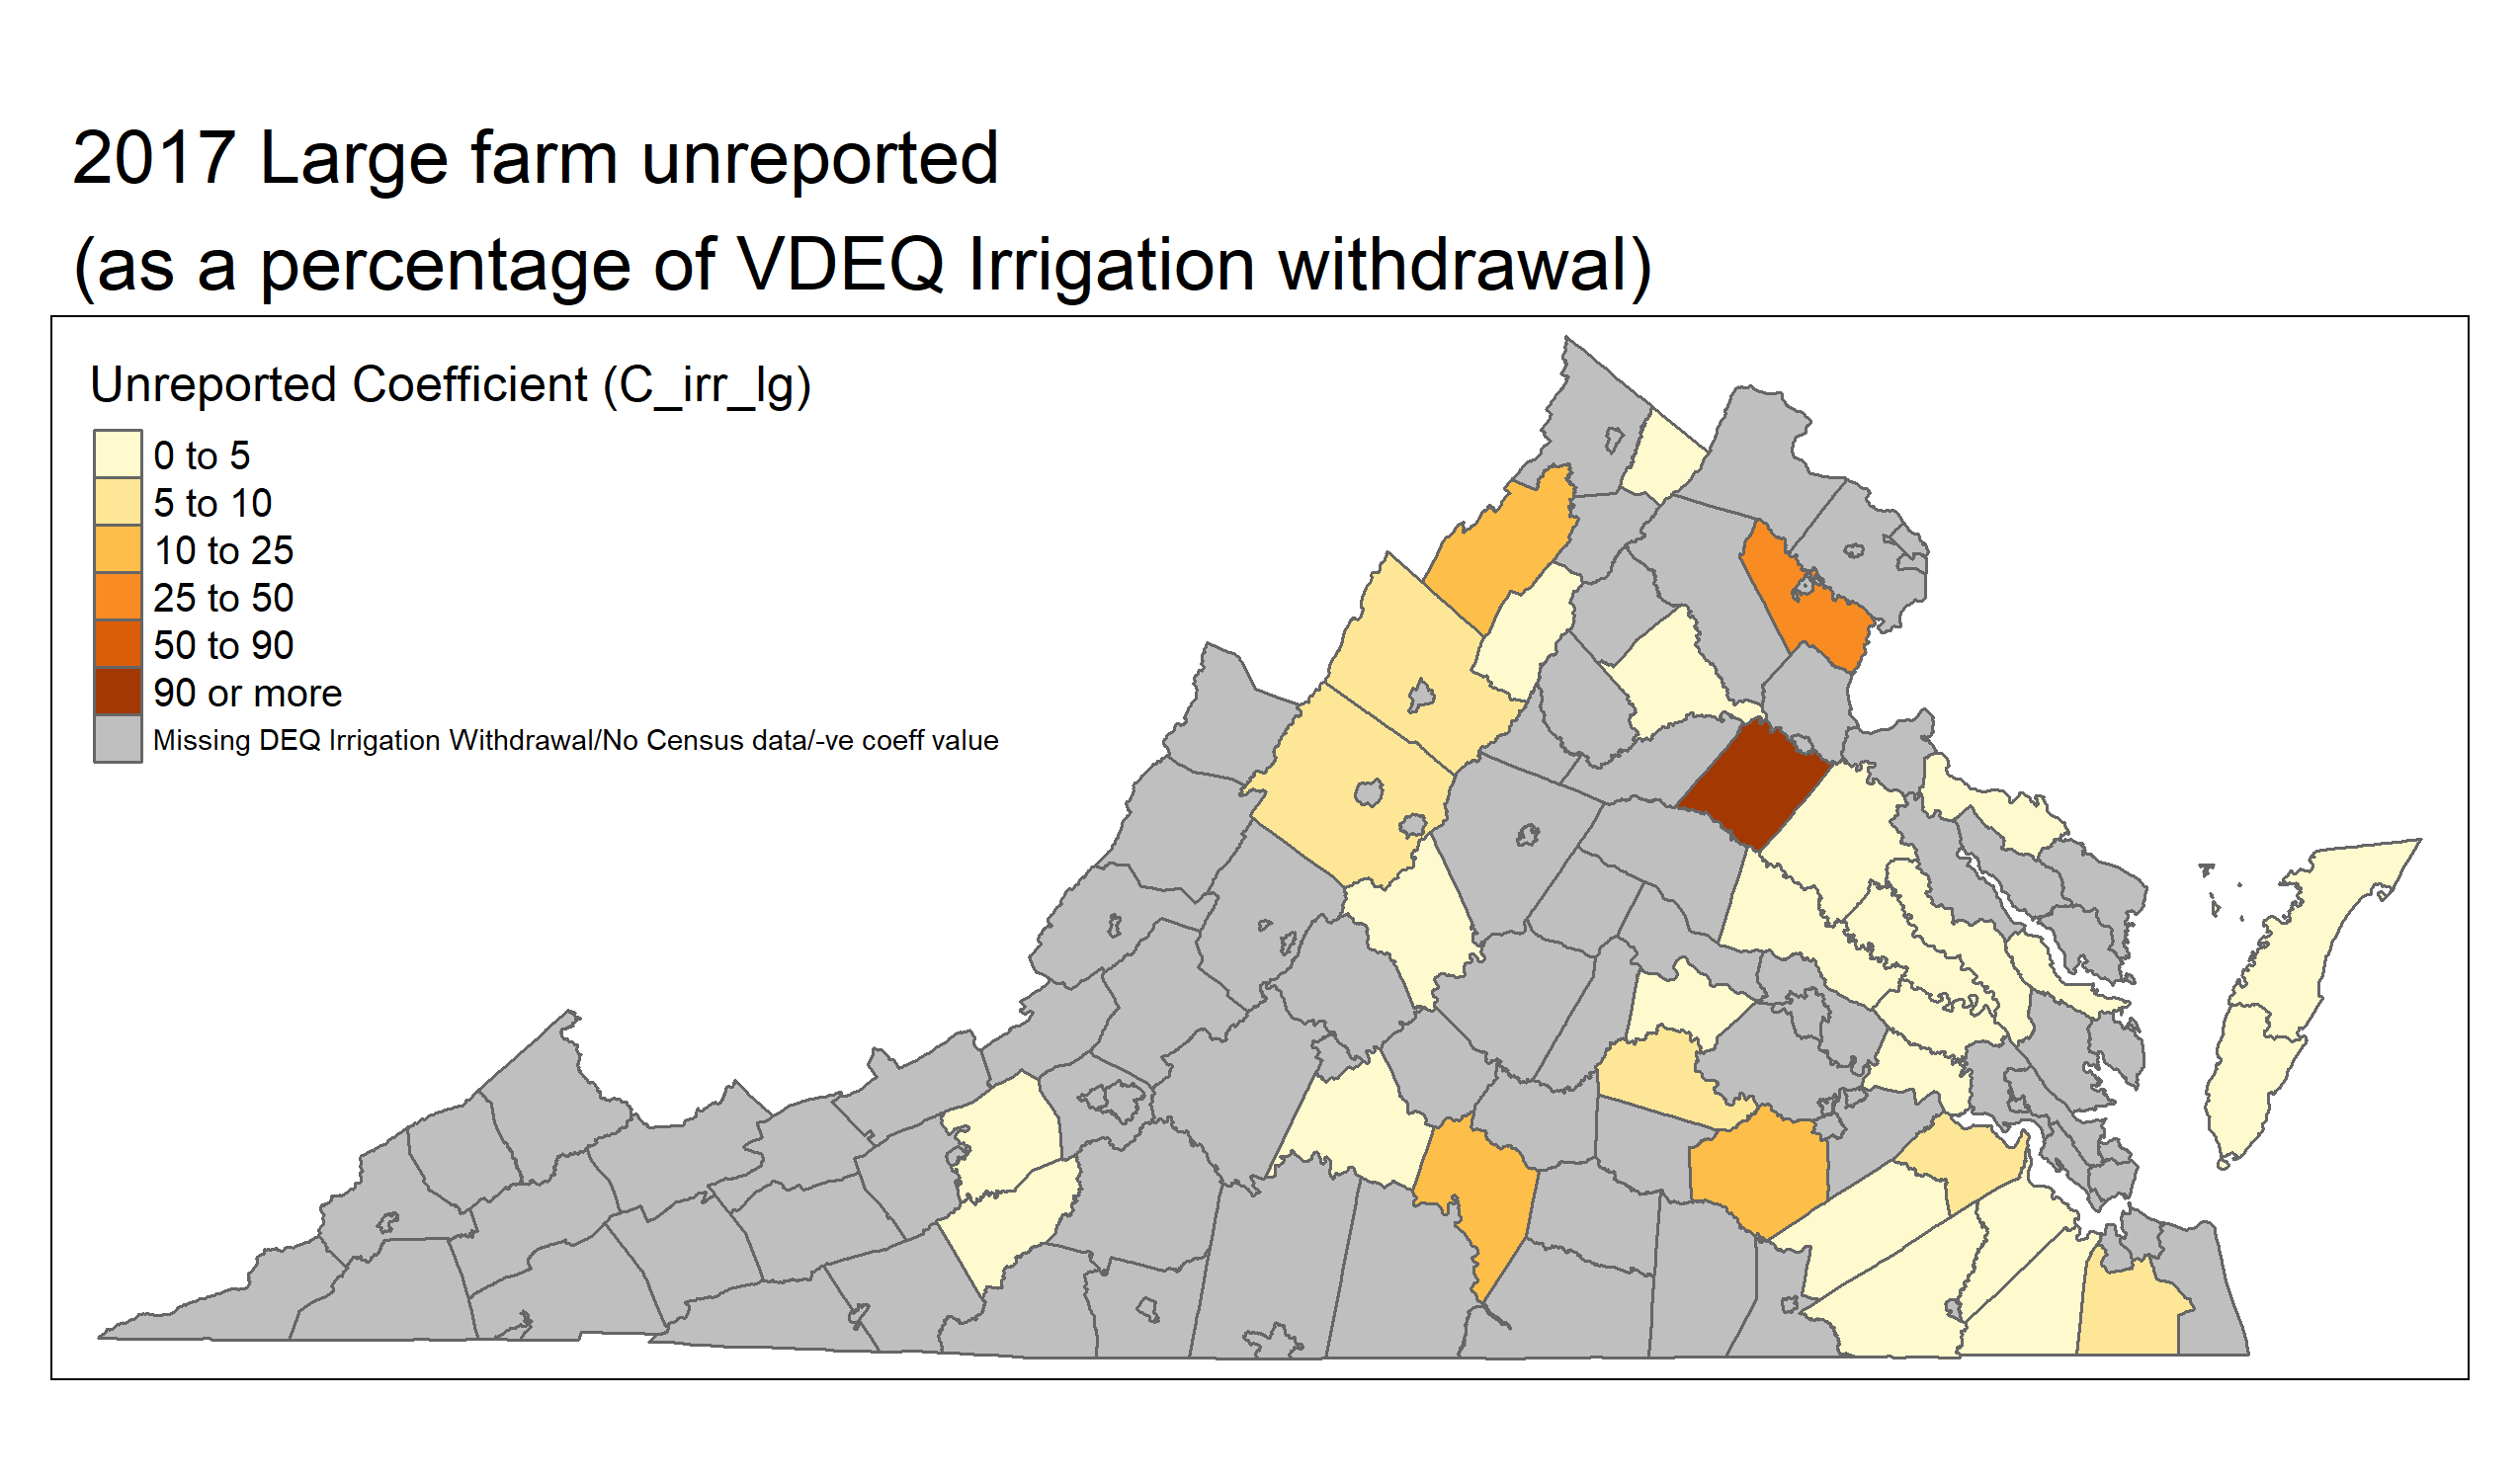 2017 Large farm unreported
(as a percentage of VDEQ Irrigation withdrawal)
Unreported Coefficient (C_irr_lg)
0 to 5
5 to 10
10 to 25
25 to 50
50 to 90
90 or more
Missing DEQ Irrigation Withdrawal/No Census data/-ve coeff value